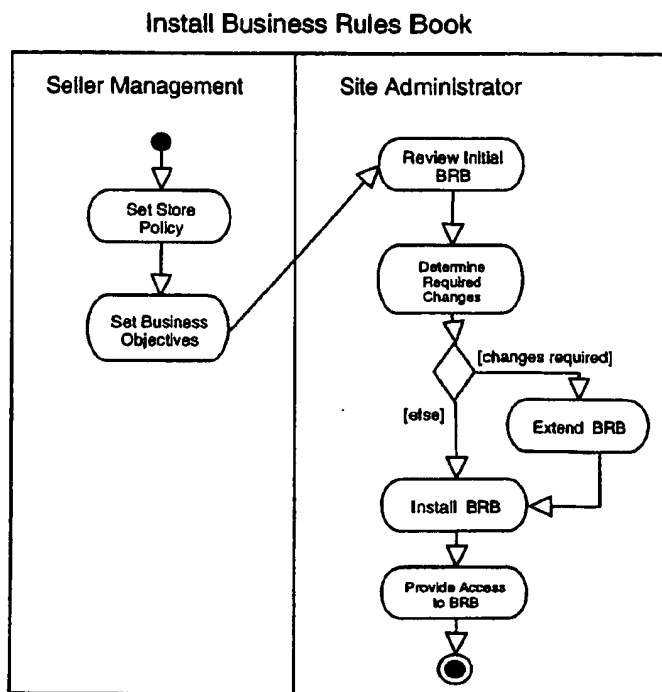 Install Business Rules Book
Seller Management
Site Administrator
Set Store
Policy
Set Business
Objectives
Review Initial
BRB
Determine
Required
Changes
[changes required]
[else]
Extend BRB
Install BRB
Provide Access
to BRB